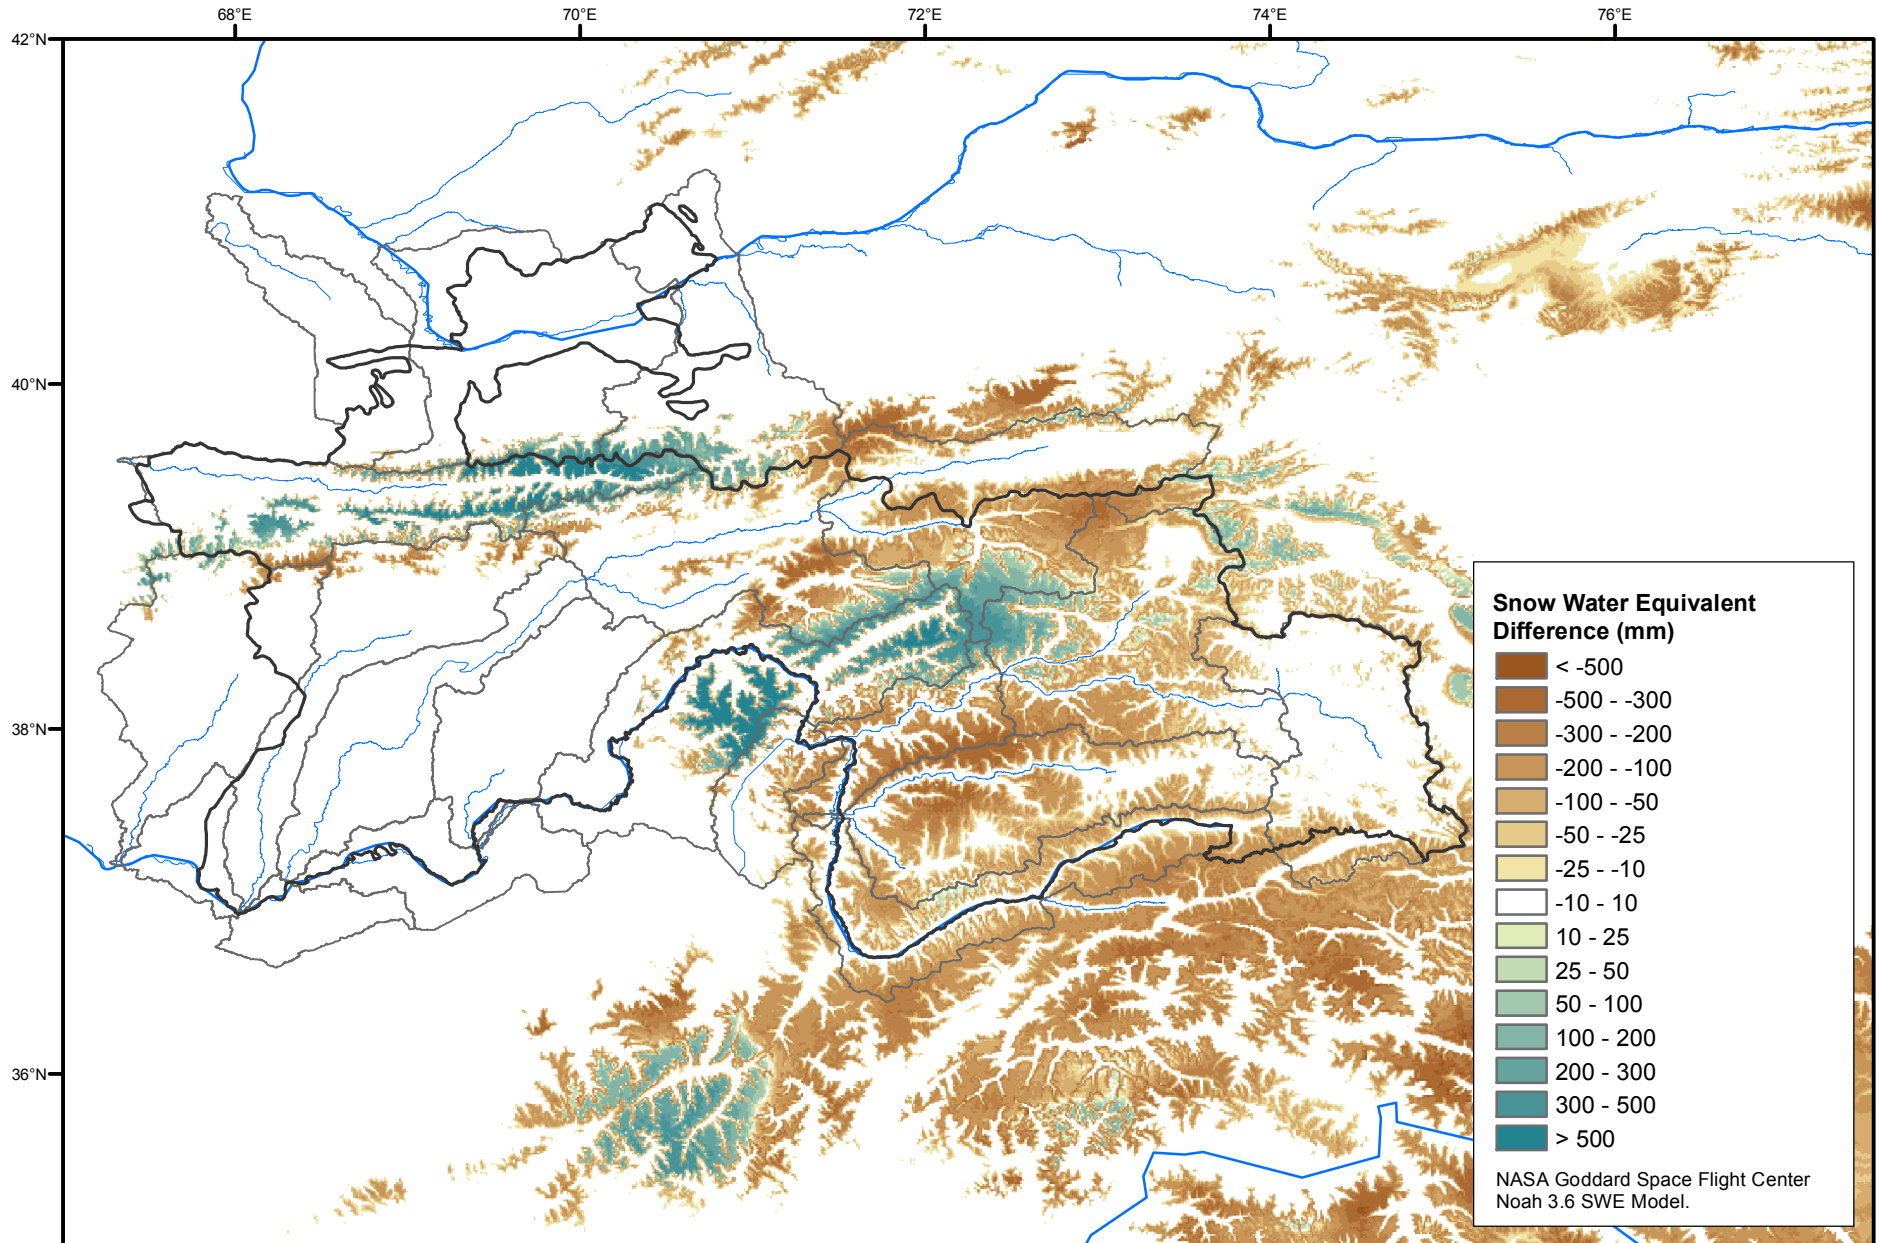 68°E
70°E
72°E
74°E
76°E
42°N
40°N
38°N
36°N
Snow Water Equivalent
Difference (mm)
< -500
-500 - -300
-300 - -200
-200 - -100
-100 - -50
-50 - -25
-25 - -10
-10 - 10
10 - 25
25 - 50
50 - 100
100 - 200
200 - 300
300 - 500
> 500
NASA Goddard Space Flight Center
Noah 3.6 SWE Model.